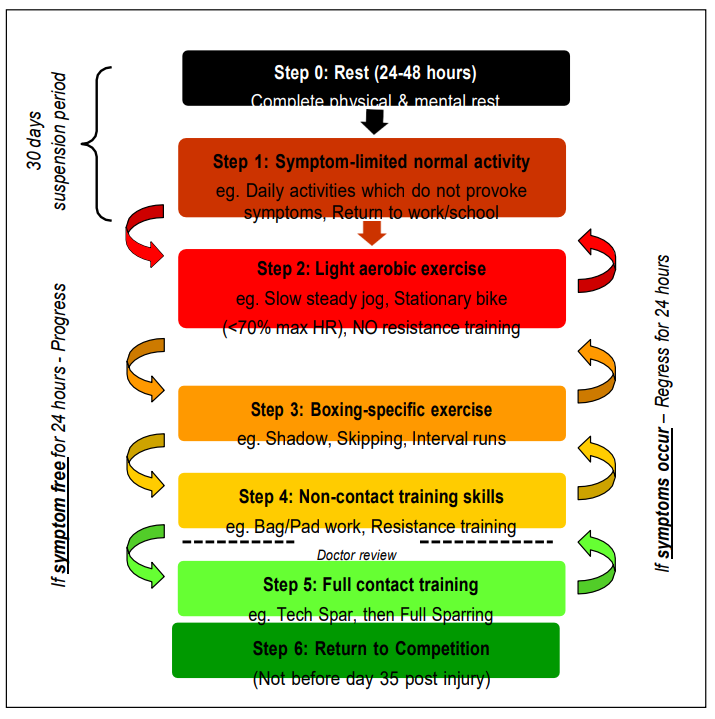 Step 0: Rest (24-48 hours)
Complete physical & mental rest
30 days
suspension period
Step 1: Symptom-limited normal activity
eg. Daily activities which do not provoke
symptoms, Return to work/school
Step 2: Light aerobic exercise
eg. Slow steady jog, Stationary bike
(<70% max HR), NO resistance training
If symptom free for 24 hours - Progress
If symptoms occur – Regress for 24 hours
Step 3: Boxing-specific exercise
eg. Shadow, Skipping, Interval runs
Step 4: Non-contact training skills
eg. Bag/Pad work, Resistance training
Doctor review
Step 5: Full contact training
eg. Tech Spar, then Full Sparring
Step 6: Return to Competition
(Not before day 35 post injury)